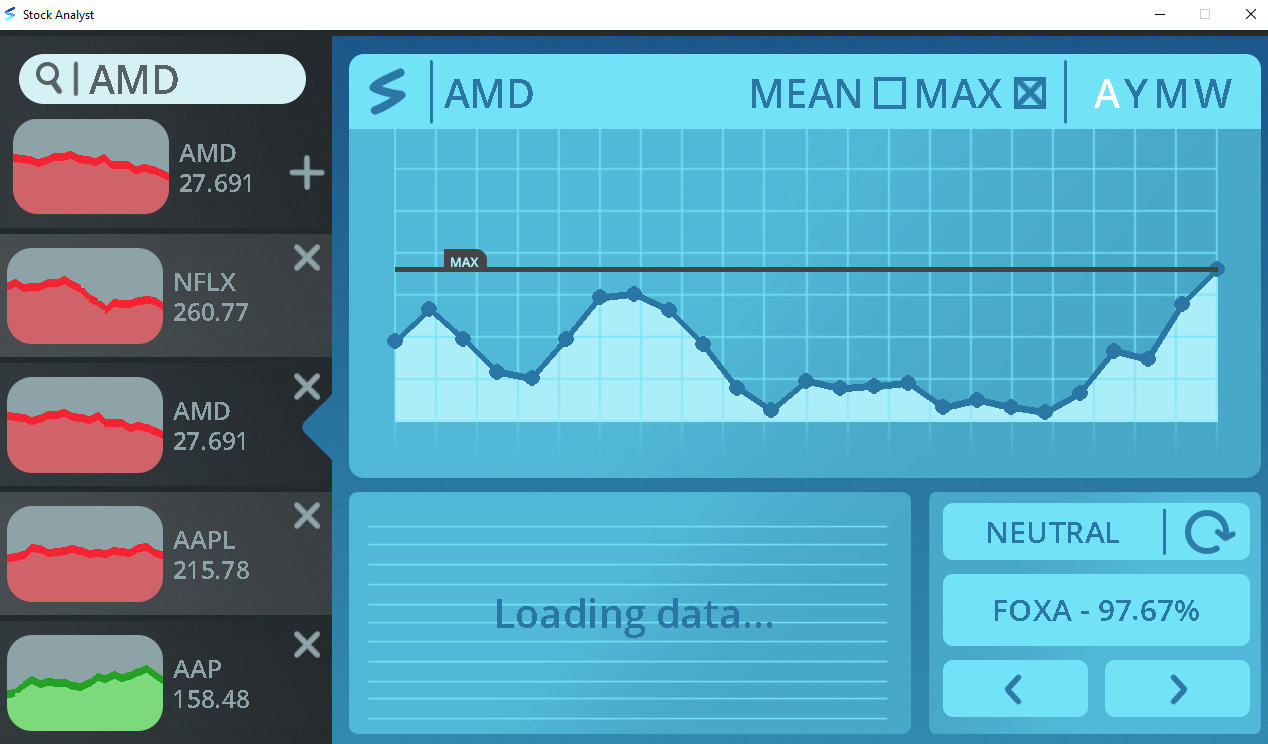 Stock Analyst
AMD
AMD
27.691
NFLX
260.77
AMD
27.691
AAPL
215.78
AAP
158.48
AMD MEAN MAX A Y M W
MAX
Loading data...
NEUTRAL
FOXA - 97.67%